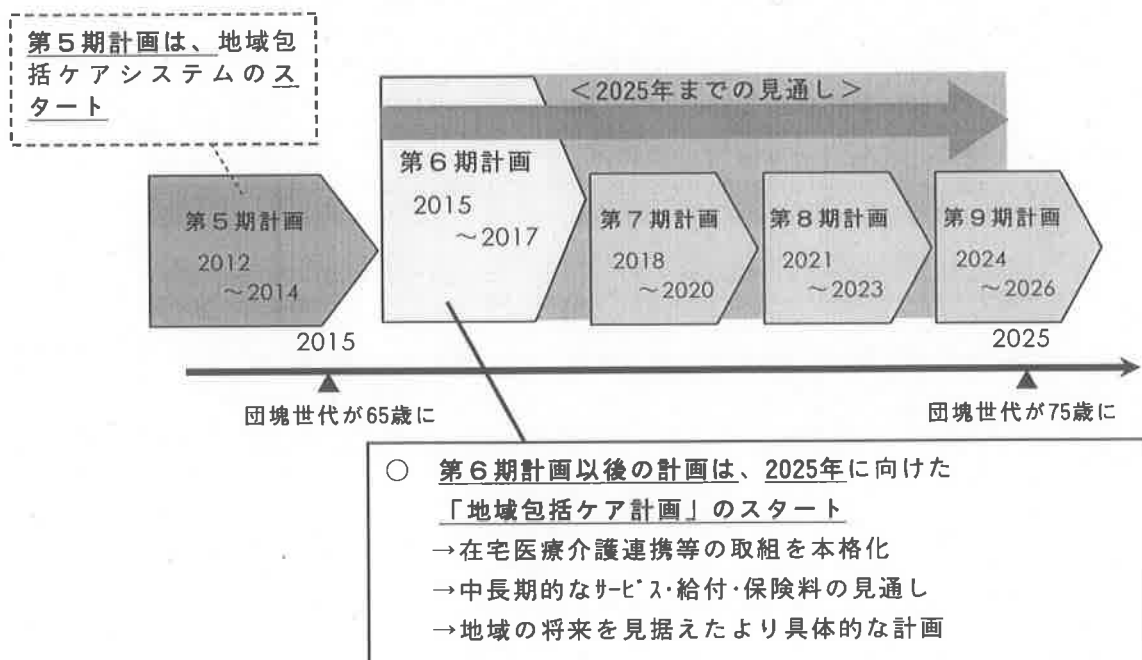 第５期計画は、地域包
括ケアシステムのス
タート
＜2025年までの見通し＞
第５期計画
2012
～2014
第６期計画
2015
～2017
第７期計画
2018
～2020
第８期計画
2021
～2023
第９期計画
2024
～2026
2015
2025
団塊世代が65歳に
団塊世代が75歳に
○ 第６期計画以後の計画は、2025年に向けた
「地域包括ケア計画」のスタート
→在宅医療介護連携等の取組を本格化
→中長期的なｻｰﾋﾞｽ･給付･保険料の見通し
→地域の将来を見据えたより具体的な計画